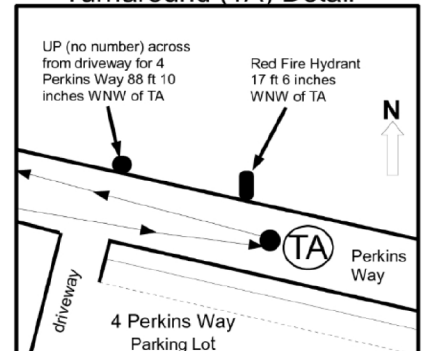 Turnaround (TA) Detail
UP (no number) across
from driveway for 4
Perkins Way 88 ft 10
inches WNW of TA
Red Fire Hydrant
17 ft 6 inches
WNW of TA
N
TA
Perkins
Way
driveway
4 Perkins Way
Parking Lot